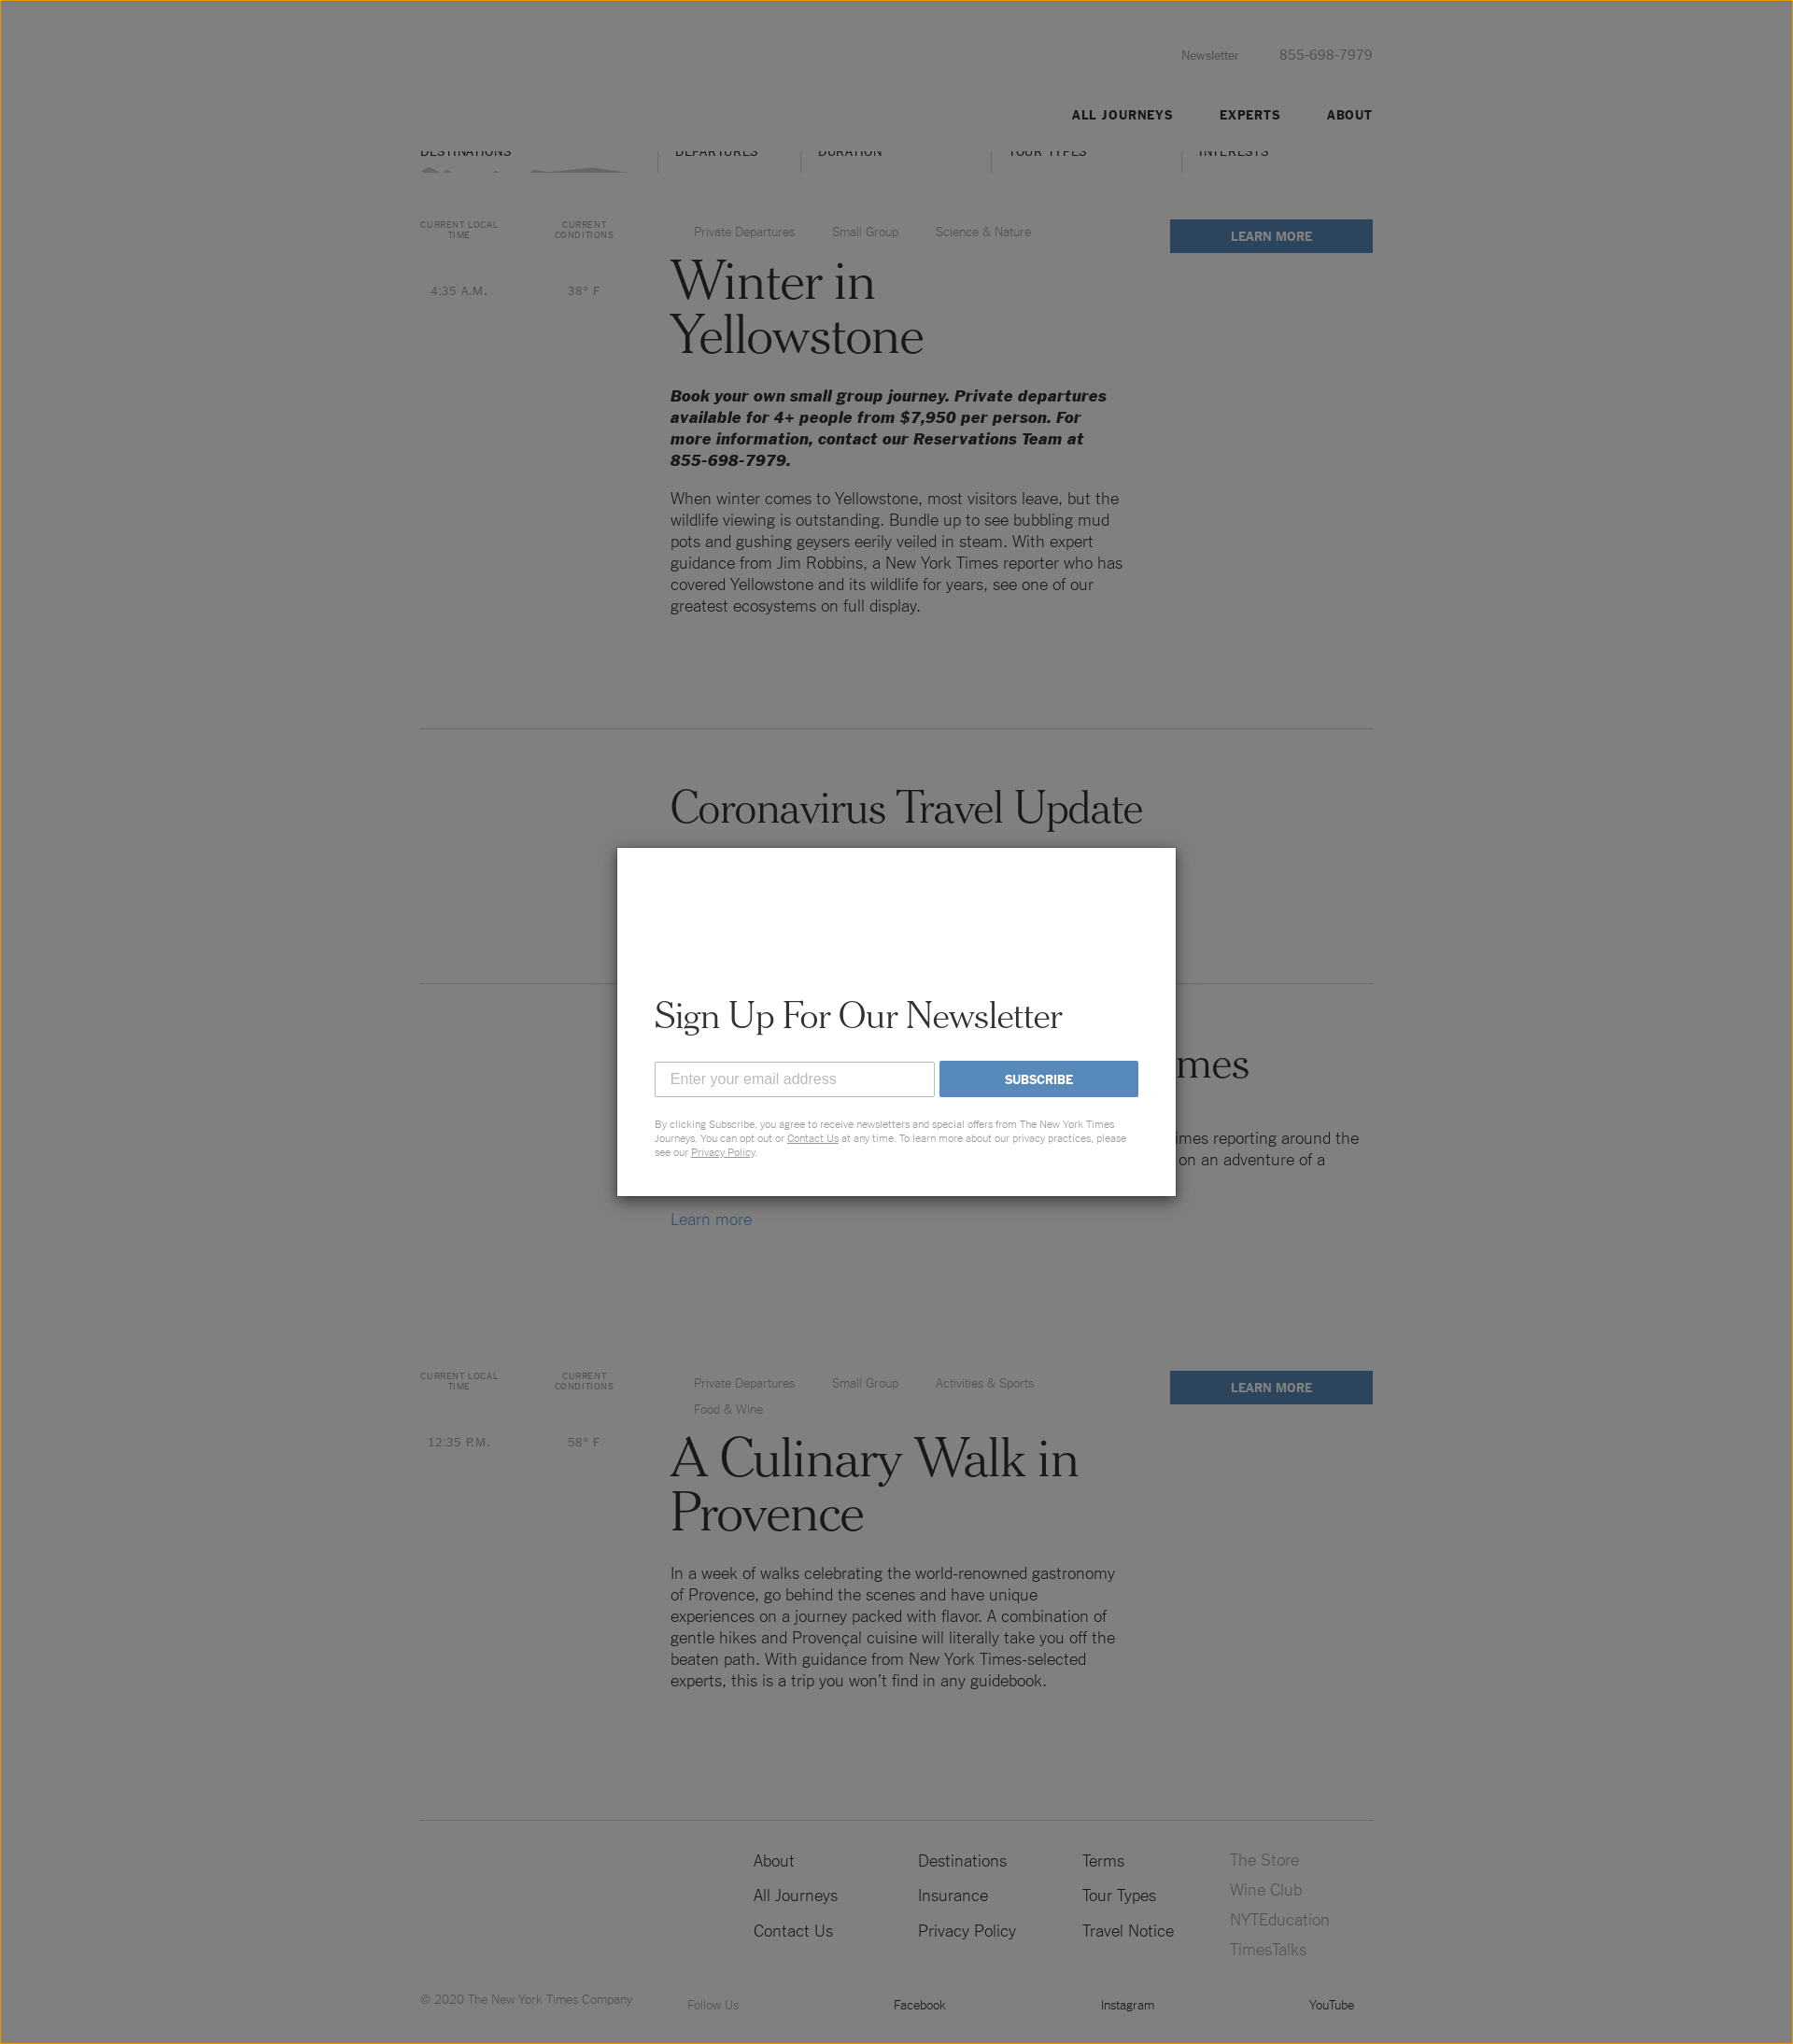 Newsletter 855-698-7979
ALL JOURNEYS EXPERTS ABOUT
DESTINATIONS DEPARTURES DURATION TOUR TYPES INTERESTS
CURRENT LOCAL TIME
CURRENT CONDITIONS
Private Departures Small Group Science & Nature
LEARN MORE
4:35 A.M. 38° F
Winter in
Yellowstone
Book your own small group journey. Private departures
available for 4+ people from $7,950 per person. For
more information, contact our Reservations Team at
855-698-7979.
When winter comes to Yellowstone, most visitors leave, but the
wildlife viewing is outstanding. Bundle up to see bubbling mud
pots and gushing geysers eerily veiled in steam. With expert
guidance from Jim Robbins, a New York Times reporter who has
covered Yellowstone and its wildlife for years, see one of our
greatest ecosystems on full display.
Coronavirus Travel Update
Sign Up For Our Newsletter
Enter your email address
SUBSCRIBE
By clicking Subscribe, you agree to receive newsletters and special offers from The New York Times
Journeys. You can opt out or Contact Us at any time. To learn more about our privacy practices, please
see our Privacy Policy.
mes
imes reporting around the
on an adventure of a
Learn more
CURRENT LOCAL TIME
CURRENT CONDITIONS
Private Departures Small Group Activities & Sports
Food & Wine
LEARN MORE
12:35 P.M. 58° F
A Culinary Walk in
Provence
In a week of walks celebrating the world-renowned gastronomy
of Provence, go behind the scenes and have unique
experiences on a journey packed with flavor. A combination of
gentle hikes and Provençal cuisine will literally take you off the
beaten path. With guidance from New York Times-selected
experts, this is a trip you won't find in any guidebook.
About Destinations Terms The Store
All Journeys Insurance Tour Types Wine Club
Contact Us Privacy Policy Travel Notice NYTEducation
TimesTalks
© 2020 The New York Times Company Follow Us Facebook Instagram YouTube